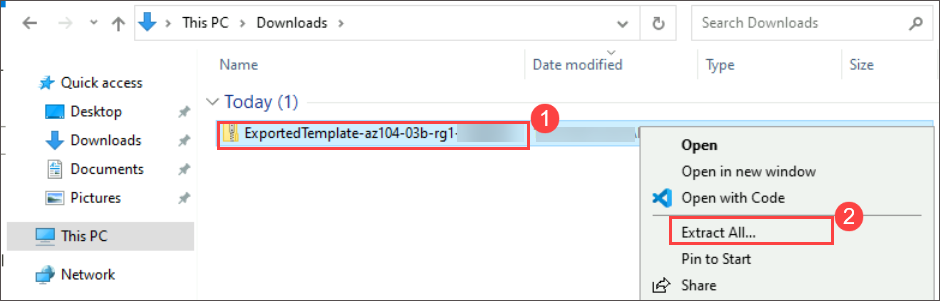 This PC > Downloads
Search Downloads
Name
Date modified
Type
Size
Quick access
Desktop
Downloads
Documents
Pictures
This PC
Network
Today (1)
ExportedTemplate-az104-03b-rg1-
1
Open
Open in new window
Open with Code
Extract All...
2
Pin to Start
Share